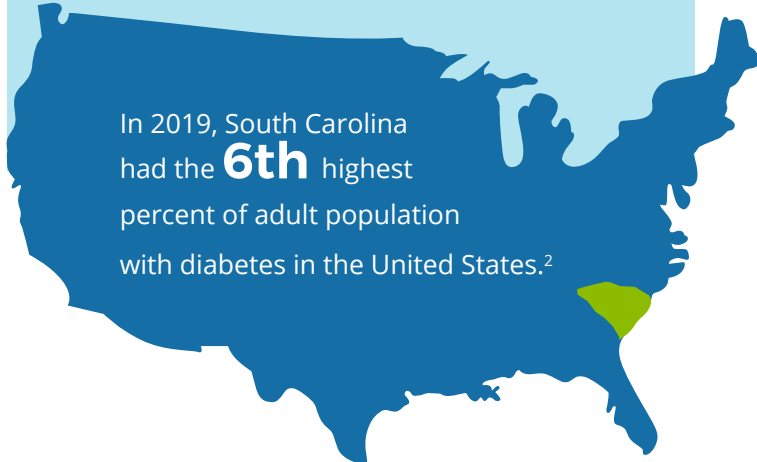 In 2019, South Carolina
had the 6th highest
percent of adult population
with diabetes in the United States.²